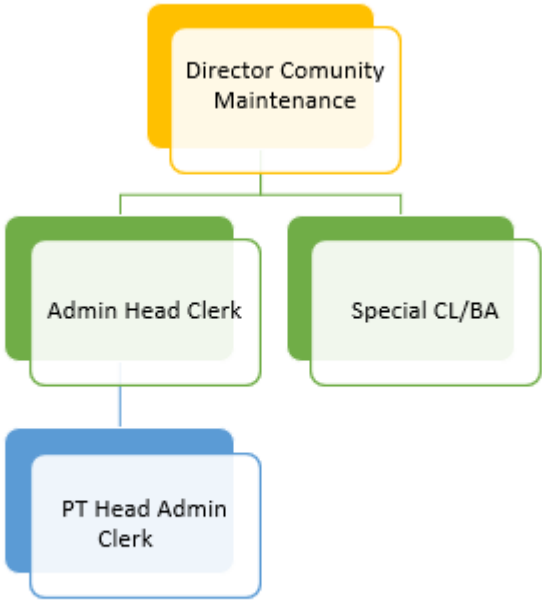 Director Comunity
Maintenance
Admin Head Clerk
Special CL/BA
PT Head Admin
Clerk